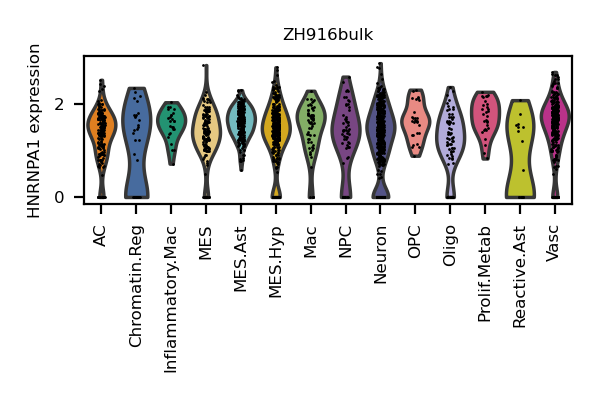 ZH916bulk
HNRNPA1 expression
2
0
AC
Chromatin.Reg
Inflammatory.Mac
MES
MES.Ast
MES.Hyp
Mac
NPC
Neuron
OPC
Oligo
Prolif.Metab
Reactive.Ast
Vasc